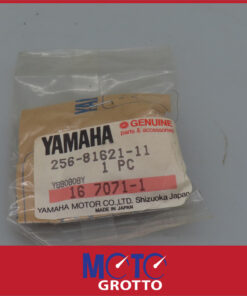 YAMAHA
GENUINE
parts & accessories
256-81621-11
1 PC
16 7071-1
YAMAHA MOTOR CO., LTD. Shizuoka Japan
MADE IN JAPAN
MOTO
GROTTO